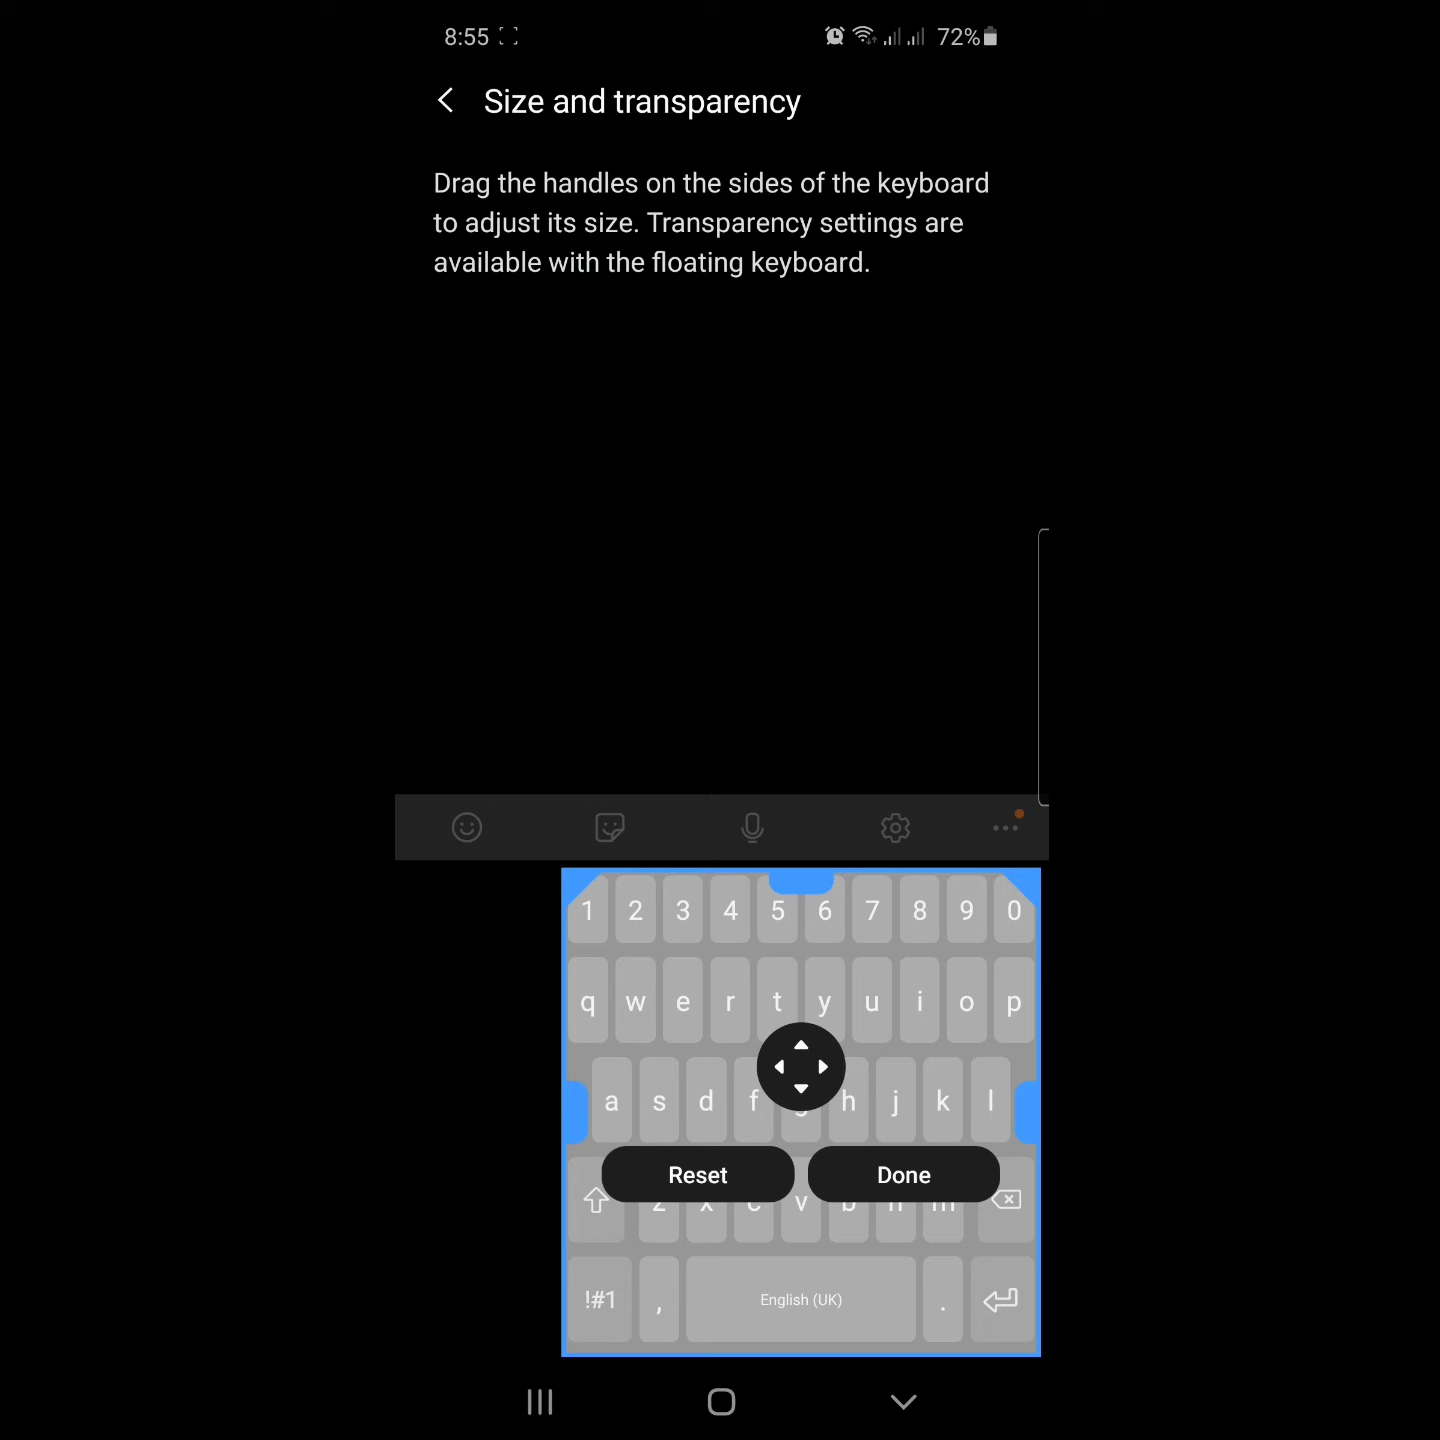 8:55 72%
Size and transparency
Drag the handles on the sides of the keyboard
to adjust its size. Transparency settings are
available with the floating keyboard.
1 2 3 4 5 6 7 8 9 0
q w e r t y u i o p
a s d f g h j k l
Reset Done
z x c v b n m
!#1 , English (UK) .